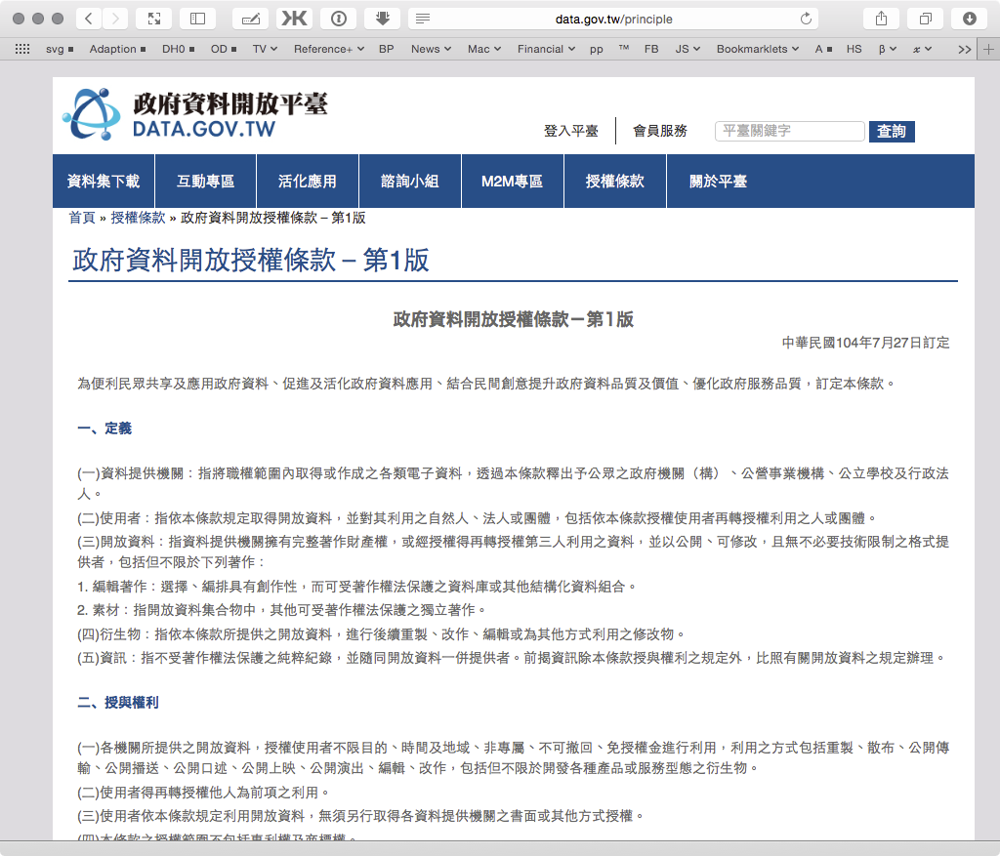 data.gov.tw/principle
svg Adaption DH0 OD TV Reference+ BP News Mac Financial pp ™ FB JS Bookmarklets A HS β x >> +
政府資料開放平臺
DATA.GOV.TW
登入平臺 會員服務 平臺關鍵字 查詢
資料集下載 互動專區 活化應用 諮詢小組 M2M專區 授權條款 關於平臺
首頁 » 授權條款 » 政府資料開放授權條款－第1版
政府資料開放授權條款－第1版
政府資料開放授權條款－第1版
中華民國104年7月27日訂定
為便利民眾共享及應用政府資料、促進及活化政府資料應用、結合民間創意提升政府資料品質及價值、優化政府服務品質，訂定本條款。
一、定義
(一)資料提供機關：指將職權範圍內取得或作成之各類電子資料，透過本條款釋出予公眾之政府機關（構）、公營事業機構、公立學校及行政法
人。
(二)使用者：指依本條款規定取得開放資料，並對其利用之自然人、法人或團體，包括依本條款授權使用者再轉授權利用之人或團體。
(三)開放資料：指資料提供機關擁有完整著作財產權，或經授權得再轉授權第三人利用之資料，並以公開、可修改，且無不必要技術限制之格式提
供者，包括但不限於下列著作：
1. 編輯著作：選擇、編排具有創作性，而可受著作權法保護之資料庫或其他結構化資料組合。
2. 素材：指開放資料集合物中，其他可受著作權法保護之獨立著作。
(四)衍生物：指依本條款所提供之開放資料，進行後續重製、改作、編輯或為其他方式利用之修改物。
(五)資訊：指不受著作權法保護之純粹紀錄，並隨同開放資料一併提供者。前揭資訊除本條款授與權利之規定外，比照有關開放資料之規定辦理。
二、授與權利
(一)各機關所提供之開放資料，授權使用者不限目的、時間及地域、非專屬、不可撤回、免授權金進行利用，利用之方式包括重製、散布、公開傳
輸、公開播送、公開口述、公開上映、公開演出、編輯、改作，包括但不限於開發各種產品或服務型態之衍生物。
(二)使用者得再轉授權他人為前項之利用。
(三)使用者依本條款規定利用開放資料，無須另行取得各資料提供機關之書面或其他方式授權。
(四)本條款之授權範圍不包括專利權及商標權。